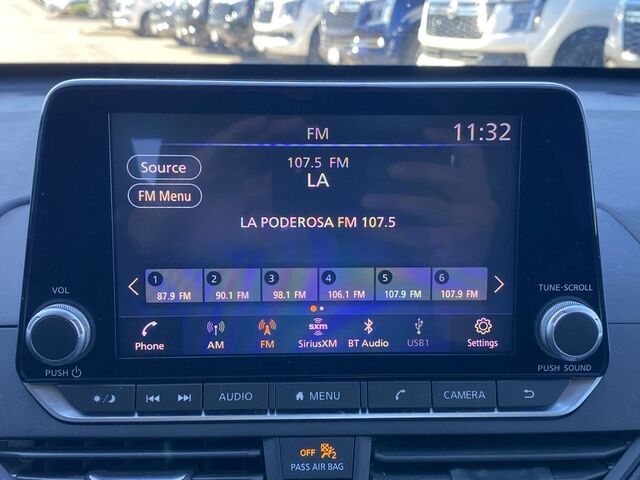 FM
11:32
Source
107.5 FM
LA
FM Menu
LA PODEROSA FM 107.5
1 2 3 4 5 6
87.9 FM 90.1 FM 98.1 FM 106.1 FM 107.9 FM 107.9 FM
VOL
TUNE·SCROLL
Phone AM FM sxm SiriusXM BT Audio USB1 Settings
PUSH
PUSH SOUND
AUDIO MENU CAMERA
OFF 2
PASS AIR BAG